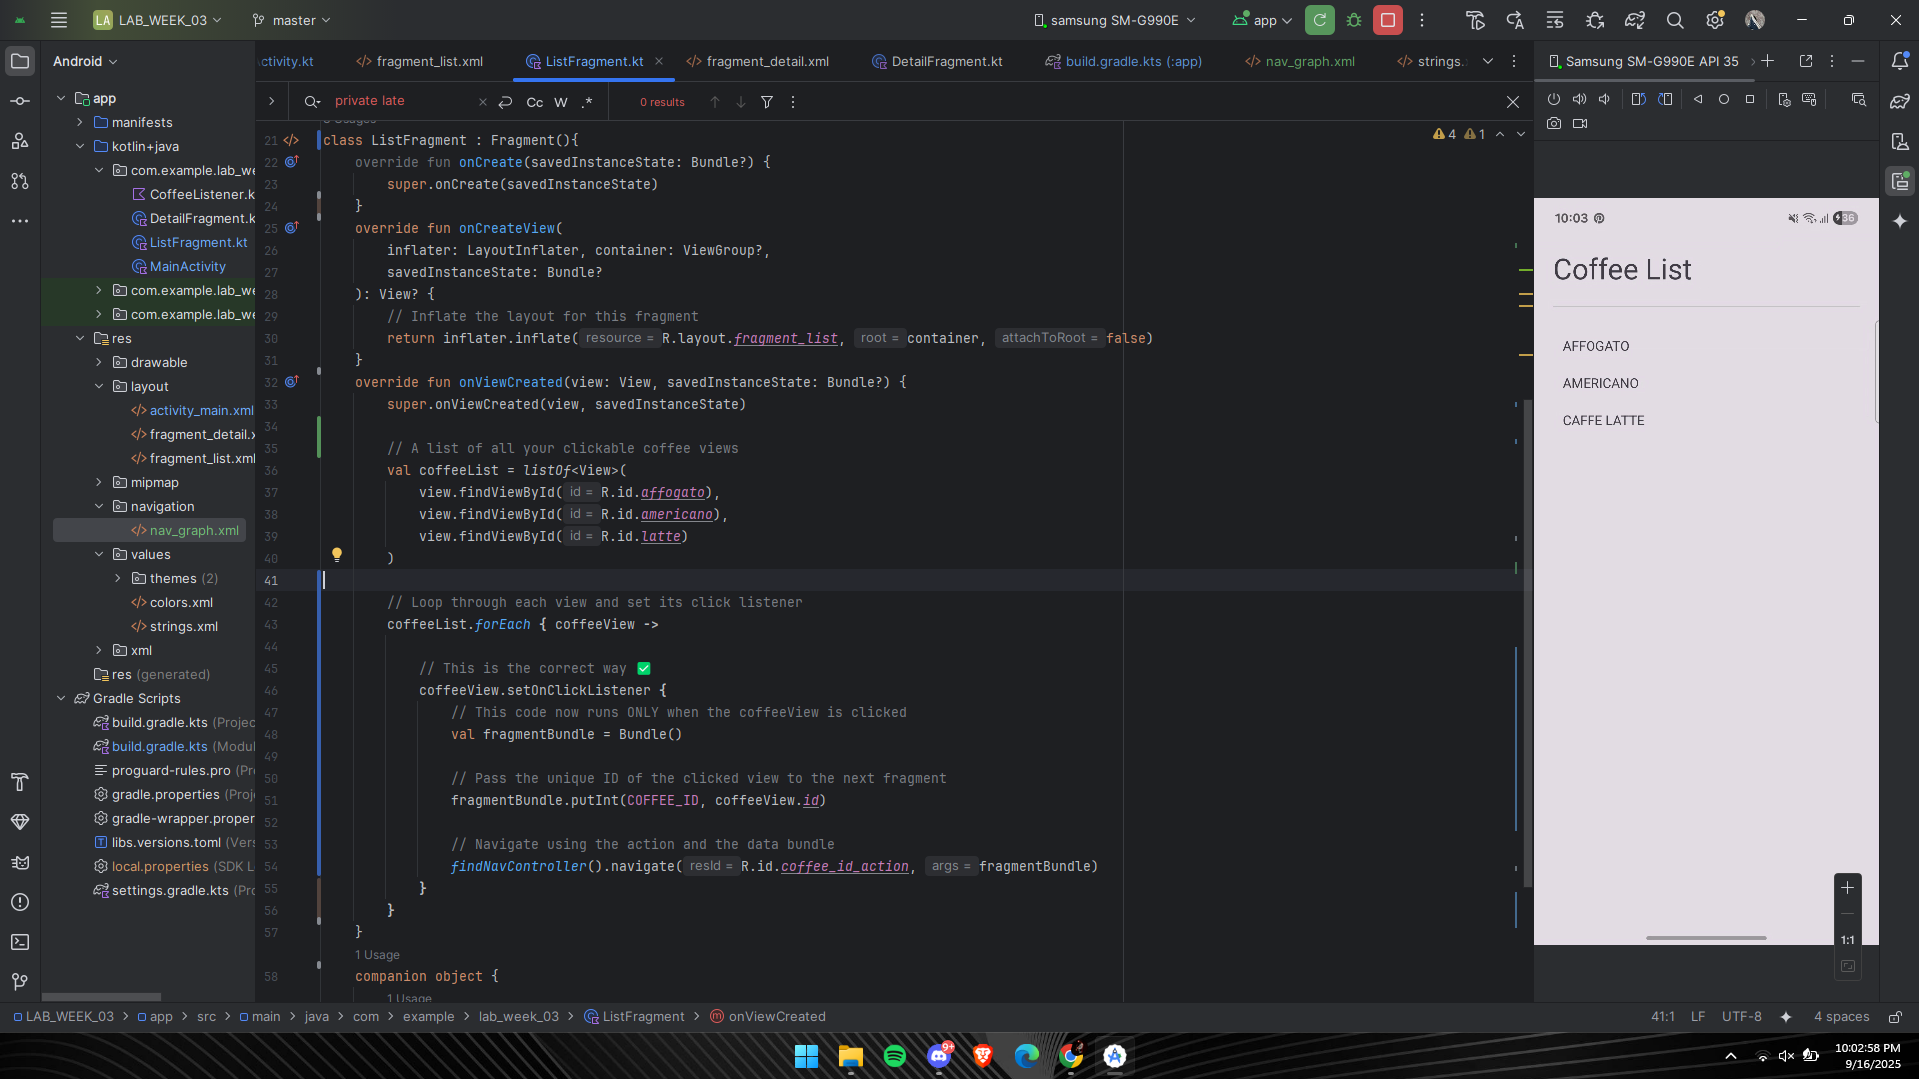 LA LAB_WEEK_03
master
samsung SM-G990E
app
Android
ctivity.kt
fragment_list.xml
ListFragment.kt
fragment_detail.xml
DetailFragment.kt
build.gradle.kts (:app)
nav_graph.xml
strings.
Samsung SM-G990E API 35
private late
Cc
W
.*
0 results
app
manifests
kotlin+java
com.example.lab_we
CoffeeListener.k
DetailFragment.k
ListFragment.kt
MainActivity
com.example.lab_we
com.example.lab_we
res
drawable
layout
activity_main.xml
fragment_detail.x
fragment_list.xml
mipmap
navigation
nav_graph.xml
values
themes (2)
colors.xml
strings.xml
xml
res (generated)
Gradle Scripts
build.gradle.kts (Projec
build.gradle.kts (Modul
proguard-rules.pro (Pr
gradle.properties (Proj
gradle-wrapper.proper
libs.versions.toml (Vers
local.properties (SDK L
settings.gradle.kts (Pro
4 1
21 class ListFragment : Fragment(){
22 override fun onCreate(savedInstanceState: Bundle?) {
23 super.onCreate(savedInstanceState)
24 }
25 override fun onCreateView(
26 inflater: LayoutInflater, container: ViewGroup?,
27 savedInstanceState: Bundle?
28 ): View? {
29 // Inflate the layout for this fragment
30 return inflater.inflate( resource = R.layout.fragment_list, root = container, attachToRoot = false)
31 }
32 override fun onViewCreated(view: View, savedInstanceState: Bundle?) {
33 super.onViewCreated(view, savedInstanceState)
34
35 // A list of all your clickable coffee views
36 val coffeeList = listOf<View>(
37 view.findViewById( id = R.id.affogato),
38 view.findViewById( id = R.id.americano),
39 view.findViewById( id = R.id.latte)
40 )
41
42 // Loop through each view and set its click listener
43 coffeeList.forEach { coffeeView ->
44
45 // This is the correct way ✅
46 coffeeView.setOnClickListener {
47 // This code now runs ONLY when the coffeeView is clicked
48 val fragmentBundle = Bundle()
49
50 // Pass the unique ID of the clicked view to the next fragment
51 fragmentBundle.putInt(COFFEE_ID, coffeeView.id)
52
53 // Navigate using the action and the data bundle
54 findNavController().navigate( resId = R.id.coffee_id_action, args = fragmentBundle)
55 }
56 }
57 }
1 Usage
58 companion object {
1 Usage
10:03
36
Coffee List
AFFOGATO
AMERICANO
CAFFE LATTE
1:1
LAB_WEEK_03 > app > src > main > java > com > example > lab_week_03 > ListFragment > onViewCreated
41:1
LF
UTF-8
4 spaces
9+
10:02:58 PM
9/16/2025